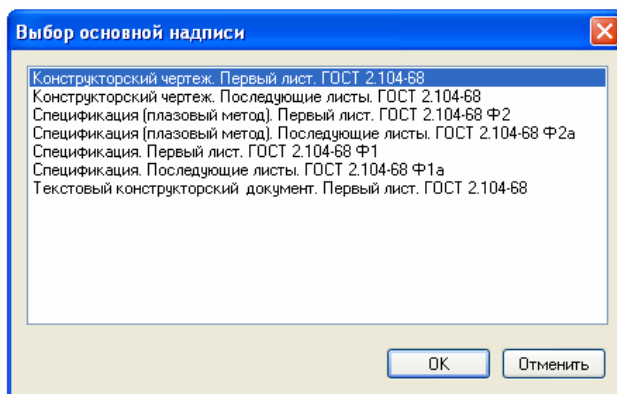 Выбор основной надписи
Конструкторский чертеж. Первый лист. ГОСТ 2.104-68
Конструкторский чертеж. Последующие листы. ГОСТ 2.104-68
Спецификация (плазовый метод). Первый лист. ГОСТ 2.104-68 Ф2
Спецификация (плазовый метод). Последующие листы. ГОСТ 2.104-68 Ф2а
Спецификация. Первый лист. ГОСТ 2.104-68 Ф1
Спецификация. Последующие листы. ГОСТ 2.104-68 Ф1а
Текстовый конструкторский документ. Первый лист. ГОСТ 2.104-68
OK
Отменить